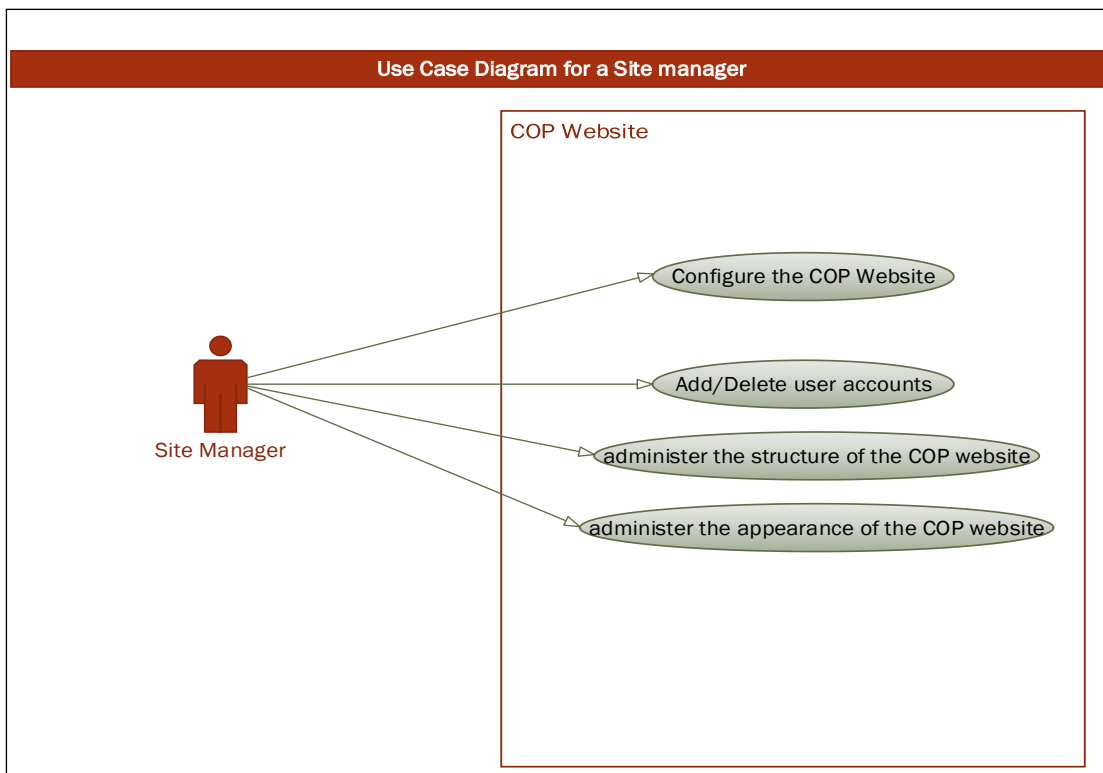 Use Case Diagram for a Site manager
COP Website
Configure the COP Website
Add/Delete user accounts
Site Manager
administer the structure of the COP website
administer the appearance of the COP website